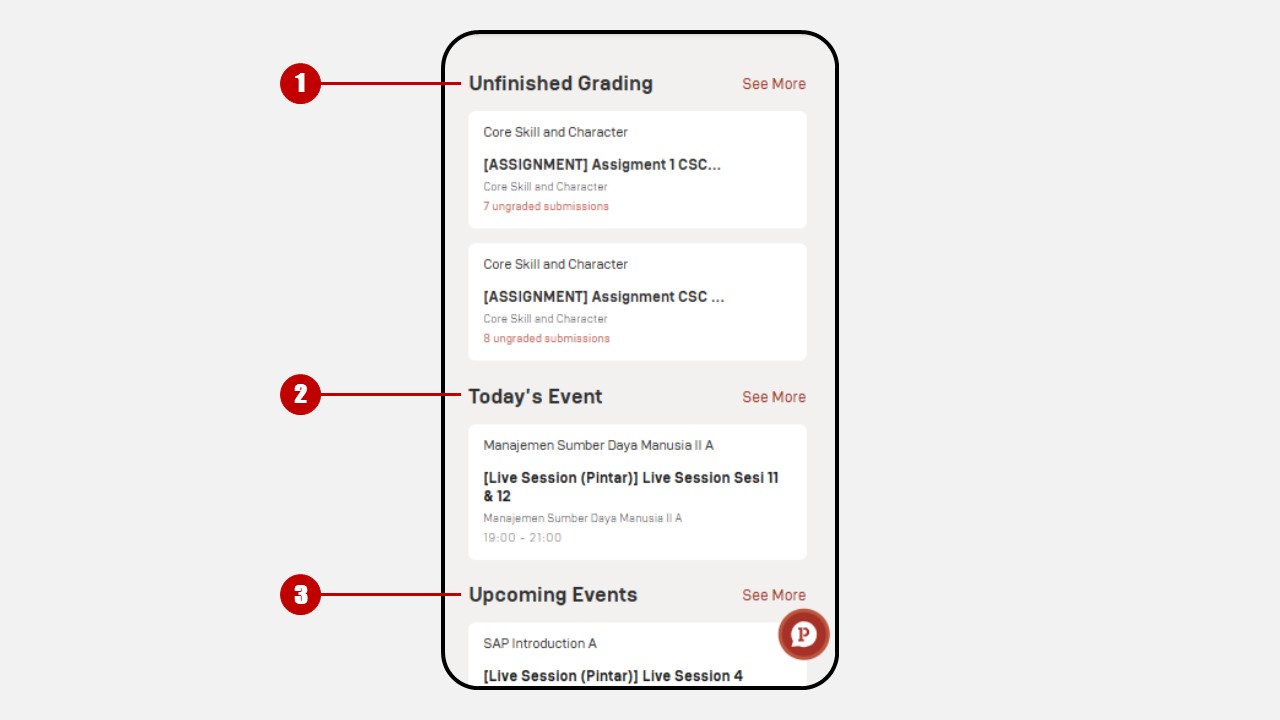 1
Unfinished Grading See More
Core Skill and Character
[ASSIGNMENT] Assigment 1 CSC...
Core Skill and Character
7 ungraded submissions
Core Skill and Character
[ASSIGNMENT] Assignment CSC ...
Core Skill and Character
8 ungraded submissions
2
Today's Event See More
Manajemen Sumber Daya Manusia II A
[Live Session (Pintar)] Live Session Sesi 11
& 12
Manajemen Sumber Daya Manusia II A
19:00 - 21:00
3
Upcoming Events See More
SAP Introduction A
P
[Live Session (Pintar)] Live Session 4